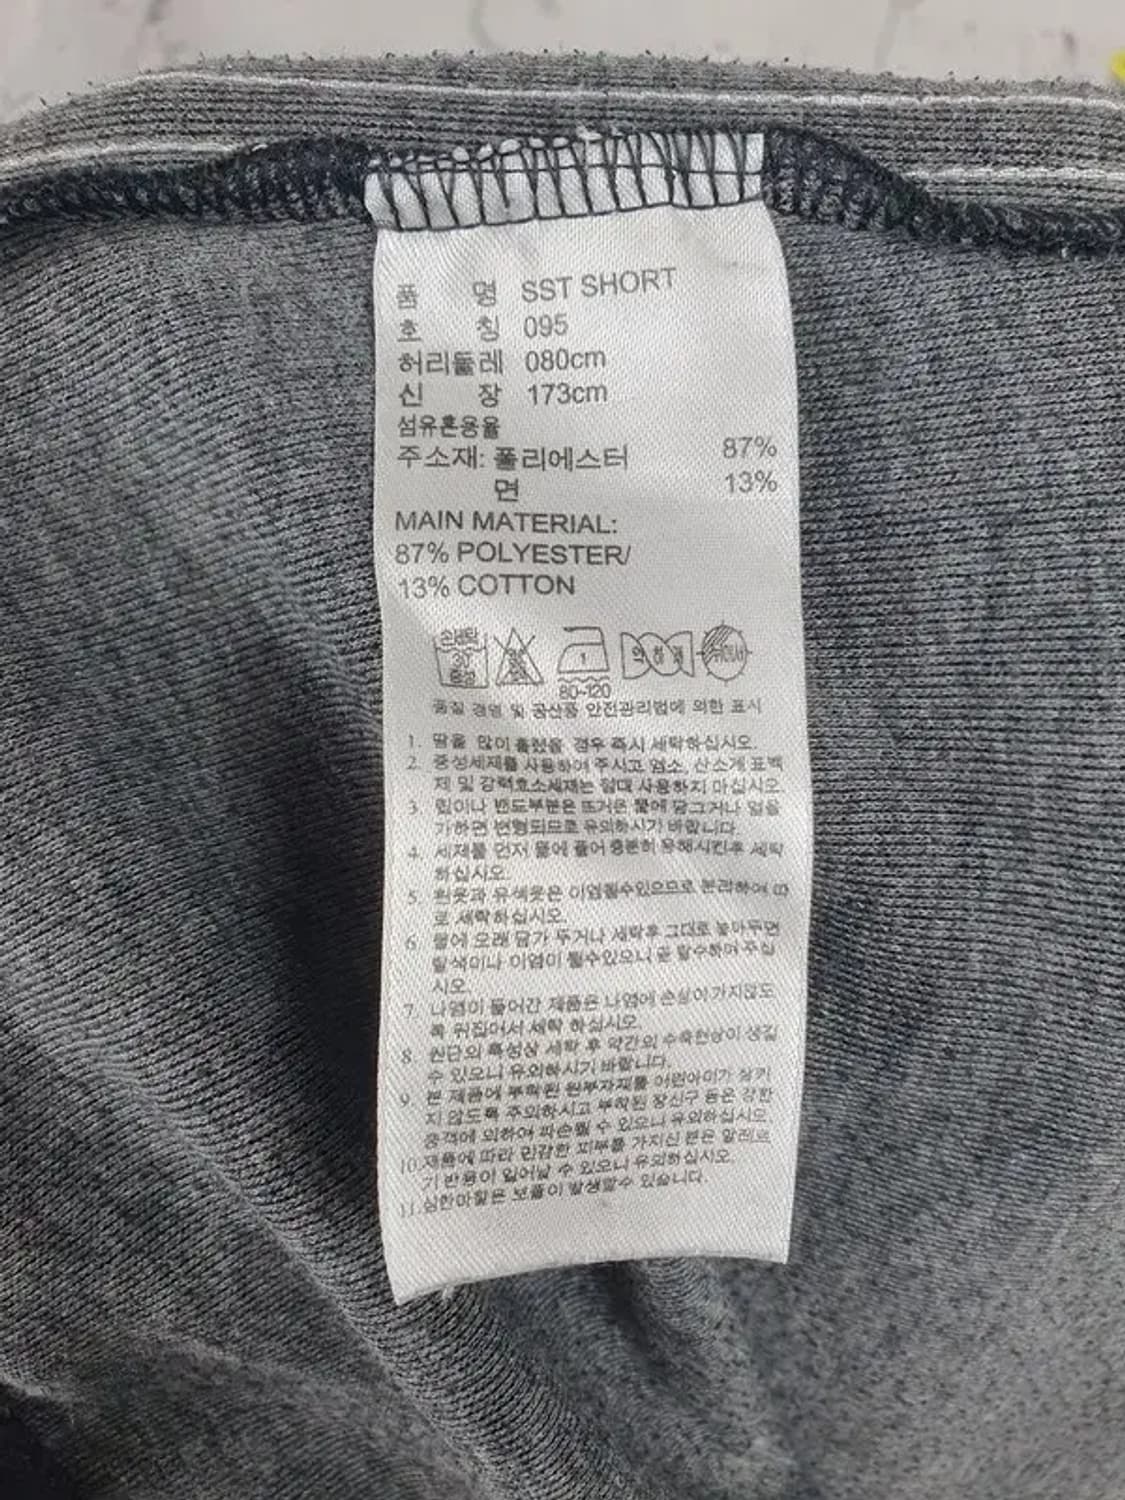 품 명 SST SHORT
호 칭 095
허리둘레 080cm
신 장 173cm
섬유혼용율
주소재: 폴리에스터 87%
면 13%
MAIN MATERIAL:
87% POLYESTER/
13% COTTON
손세탁
30
중성
1
80-120
품질 경영 및 공산품 안전관리법에 의한 표시
1. 땀을 많이 흘렸을 경우 즉시 세탁하십시오.
2. 중성세제를 사용하여 주시고 염소, 산소계 표백
제 및 강력효소세제는 절대 사용하지 마십시오
3. 립이나 밴드부분은 뜨거운 물에 담그거나 열을
가하면 변형되므로 유의하시기 바랍니다.
4. 세제를 먼저 물에 풀어 충분히 용해시킨후 세탁
하십시오.
5. 흰옷과 유색옷은 이염될수있으므로 분리하여 따
로 세탁하십시오.
6. 물에 오래 담가 두거나 세탁후 그대로 놓아두면
탈색이나 이염이 될수있으니 곧 탈수하여 주십
시오.
7. 나염이 들어간 제품은 나염에 손상이가지않도
록 뒤집어서 세탁 하십시오.
8. 원단의 특성상 세탁 후 약간의 수축현상이 생길
수 있으니 유의하시기 바랍니다.
9. 본 제품에 부착된 원부자재를 어린아이가 삼키
지 않도록 주의하시고 부착된 장신구 등은 강한
충격에 의하여 파손될 수 있으니 유의하십시오.
10.제품에 따라 민감한 피부를 가지신 분은 알레르
기 반응이 일어날 수 있으니 유의하십시오.
11.심한마찰은 보풀이 발생할수 있습니다.